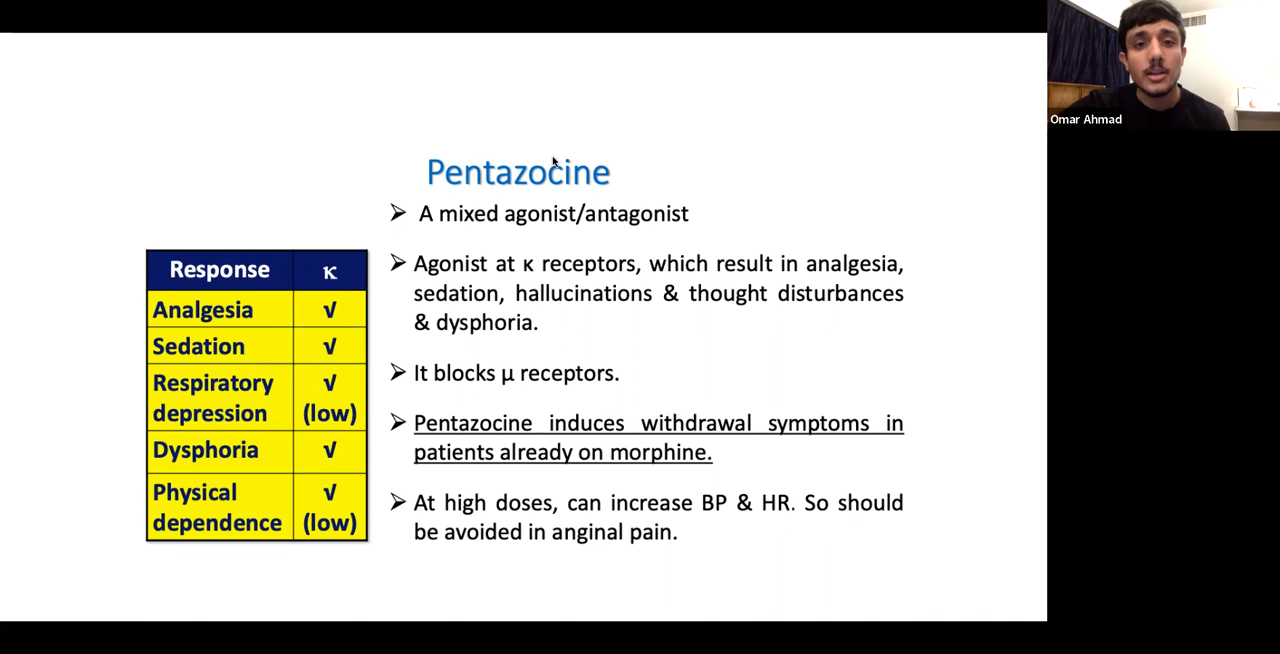 Omar Ahmad
Pentazocine
➢ A mixed agonist/antagonist
➢ Agonist at κ receptors, which result in analgesia,
sedation, hallucinations & thought disturbances
& dysphoria.
➢ It blocks μ receptors.
➢ Pentazocine induces withdrawal symptoms in
patients already on morphine.
➢ At high doses, can increase BP & HR. So should
be avoided in anginal pain.
Response κ
Analgesia √
Sedation √
Respiratory √
depression (low)
Dysphoria √
Physical √
dependence (low)